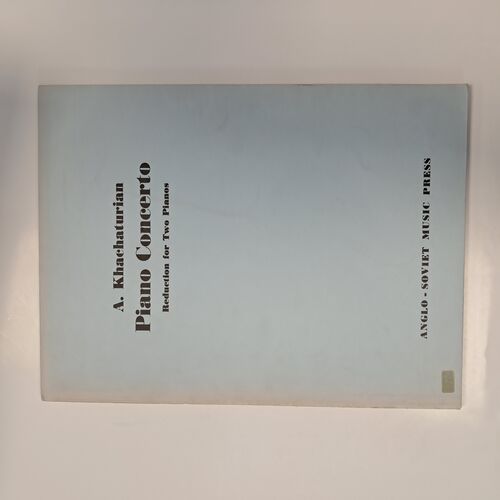 A. Khachaturian
Piano Concerto
Reduction for Two Pianos
ANGLO - SOVIET MUSIC PRESS